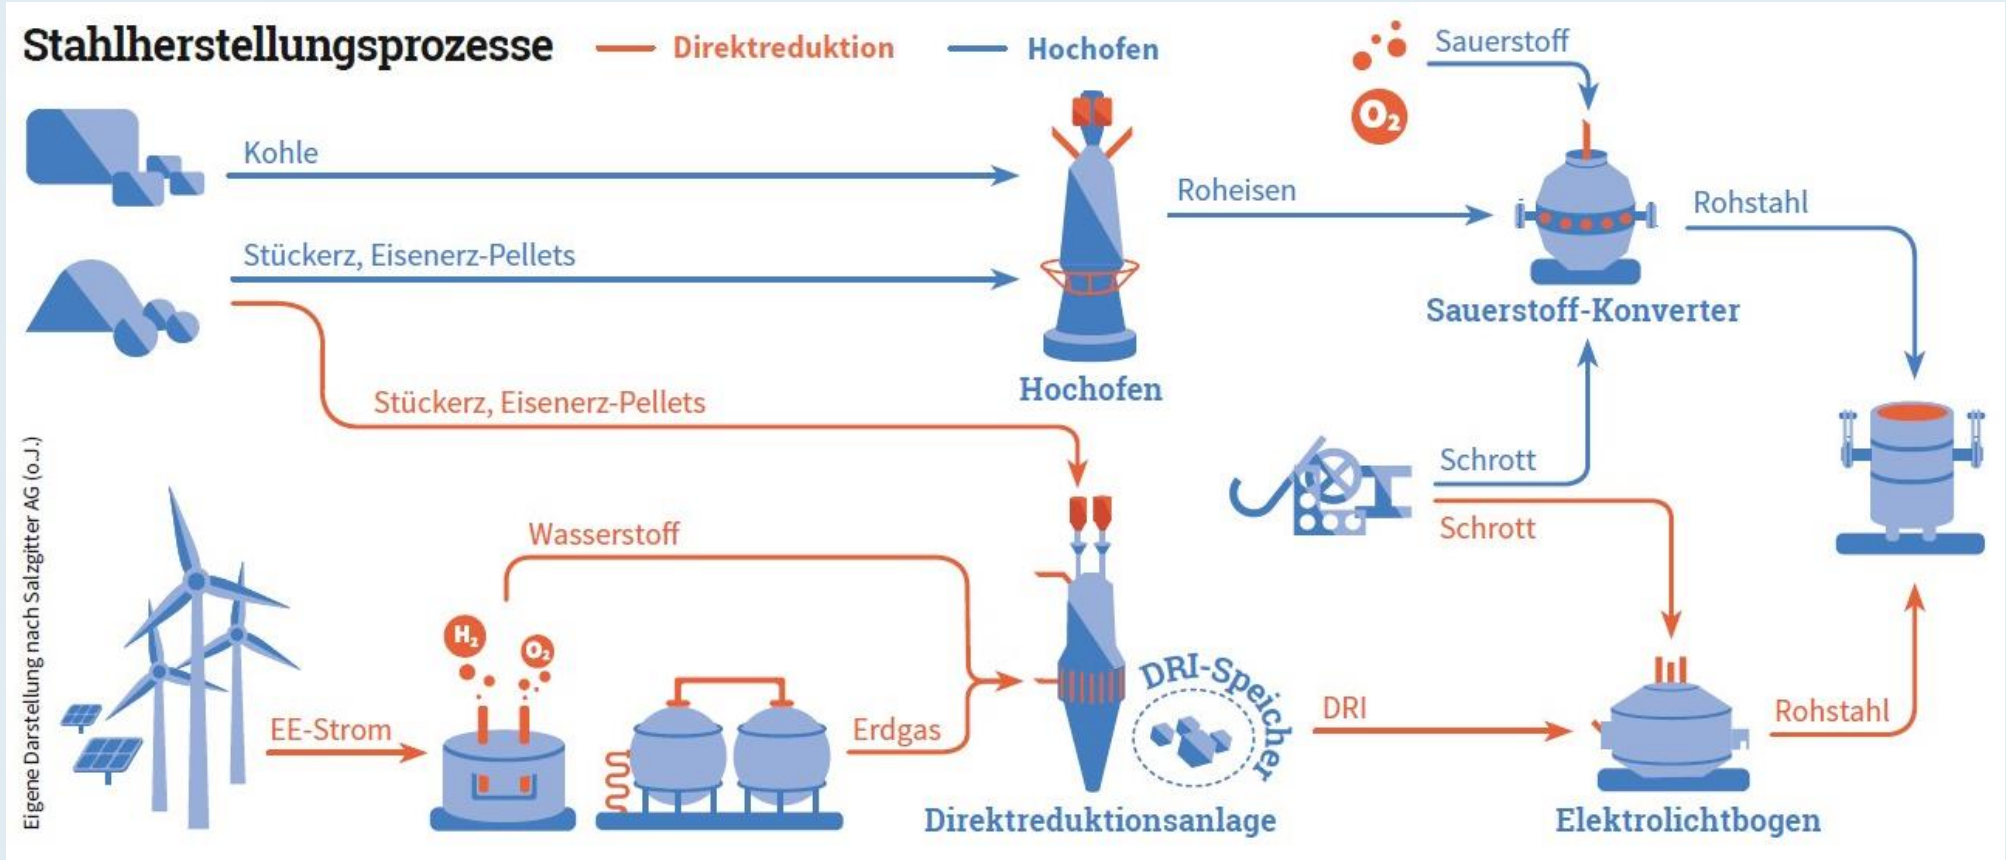 Stahlherstellungsprozesse
Direktreduktion
Hochofen
Sauerstoff
O₂
Kohle
Roheisen
Rohstahl
Stückerz, Eisenerz-Pellets
Sauerstoff-Konverter
Hochofen
Stückerz, Eisenerz-Pellets
Schrott
Schrott
Wasserstoff
H₂
O₂
EE-Strom
Erdgas
DRI-Speicher
DRI
Rohstahl
Direktreduktionsanlage
Elektrolichtbogen
Eigene Darstellung nach Salzgitter AG (o.J.)